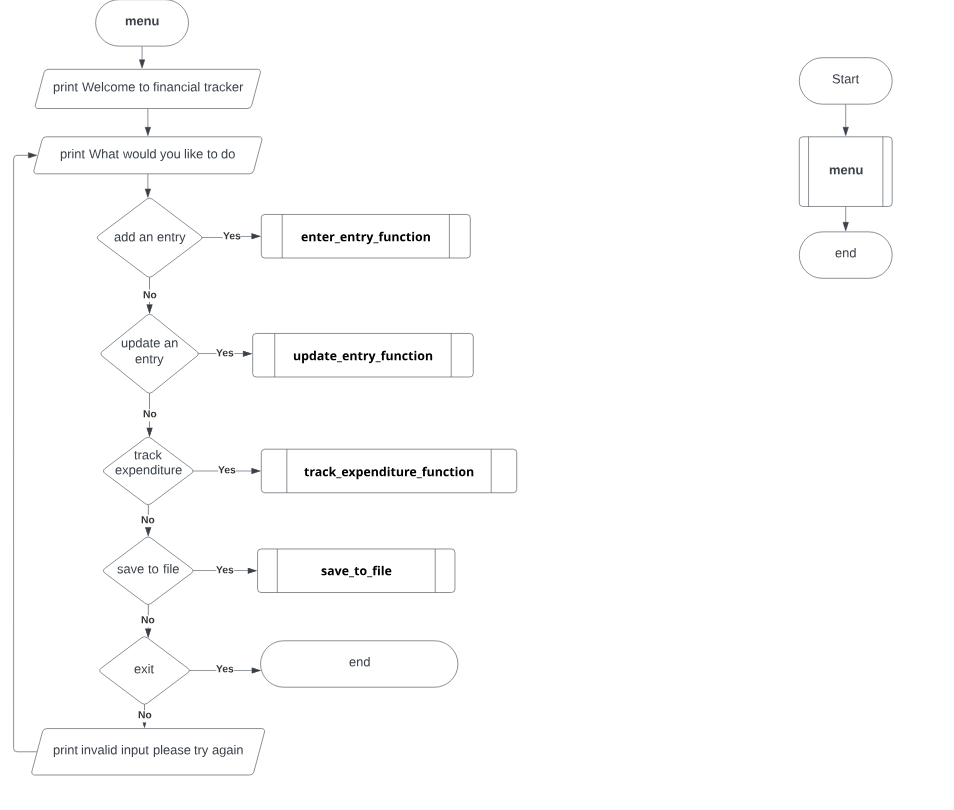 menu
print Welcome to financial tracker
print What would you like to do
add an entry
Yes
enter_entry_function
No
update an
entry
Yes
update_entry_function
No
track
expenditure
Yes
track_expenditure_function
No
save to file
Yes
save_to_file
No
exit
Yes
end
No
print invalid input please try again
Start
menu
end